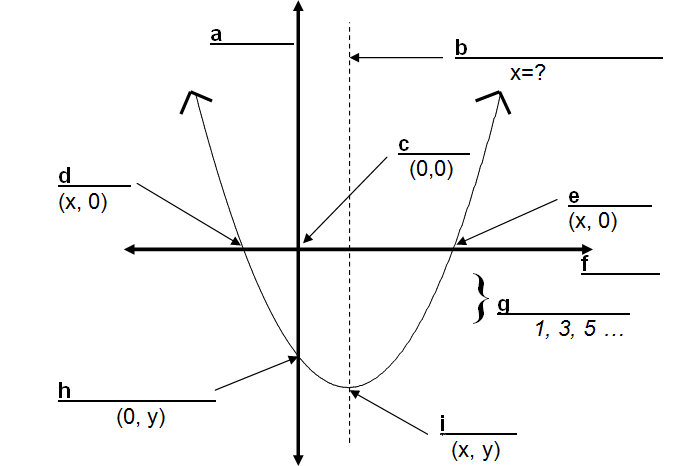 a
b
x=?
c
(0,0)
d
(x, 0)
e
(x, 0)
f
g
1, 3, 5 ...
h
(0, y)
i
(x, y)